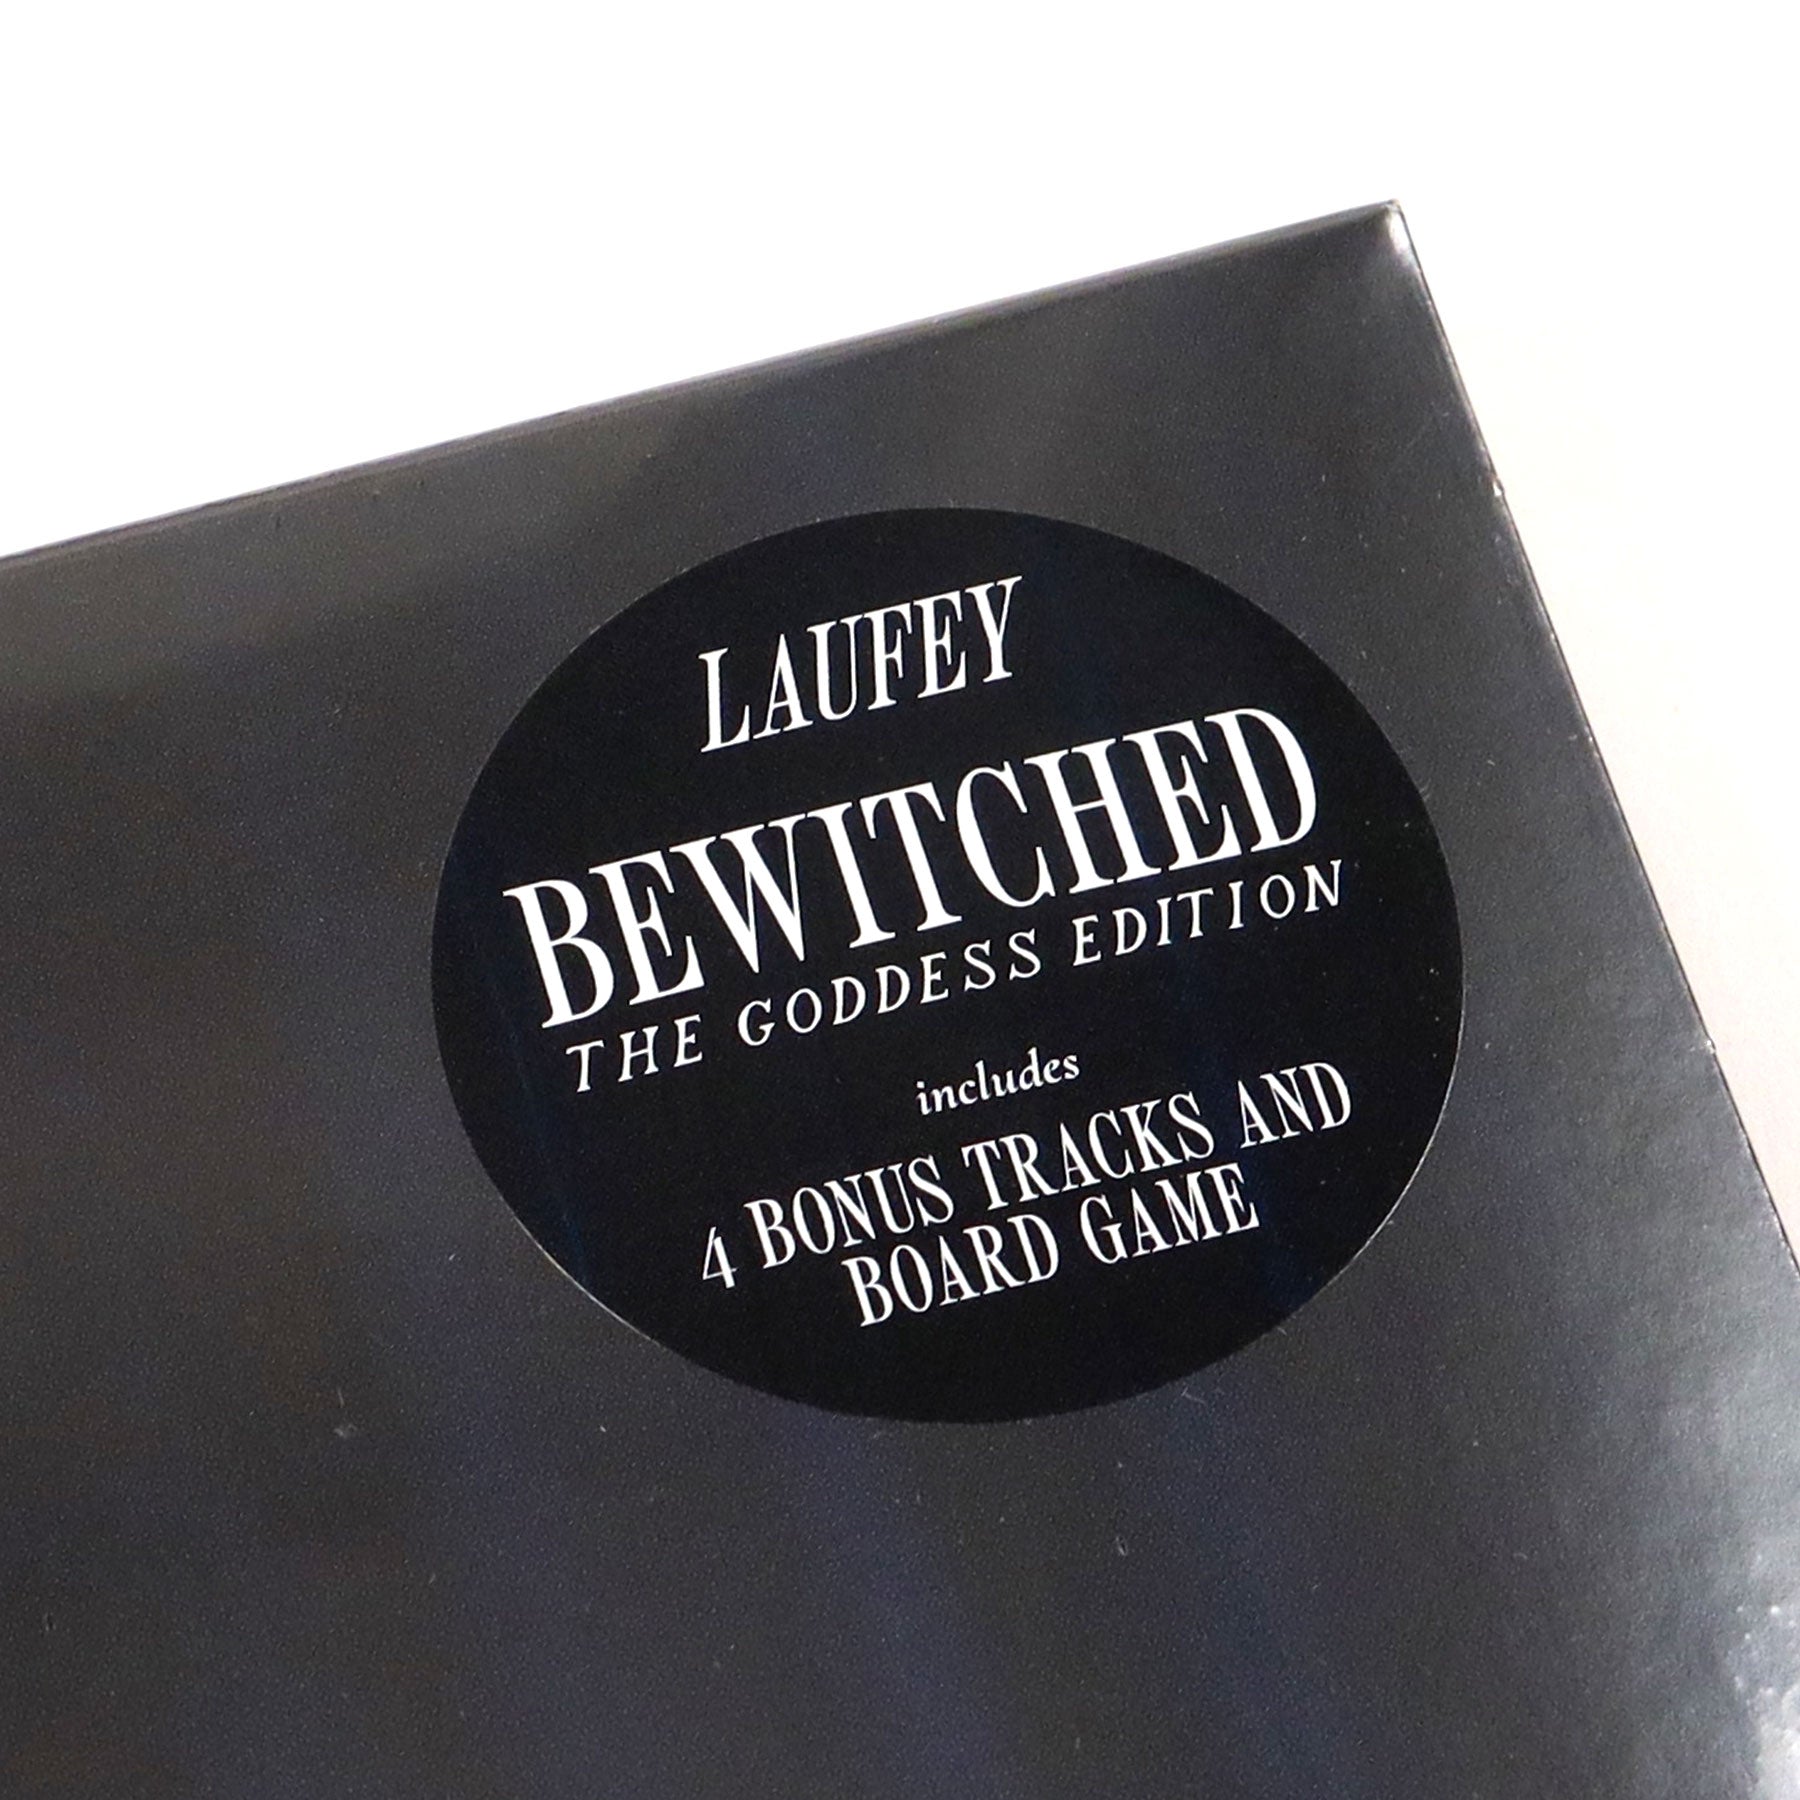 LAUFEY
BEWITCHED
THE GODDESS EDITION
includes
4 BONUS TRACKS AND
BOARD GAME